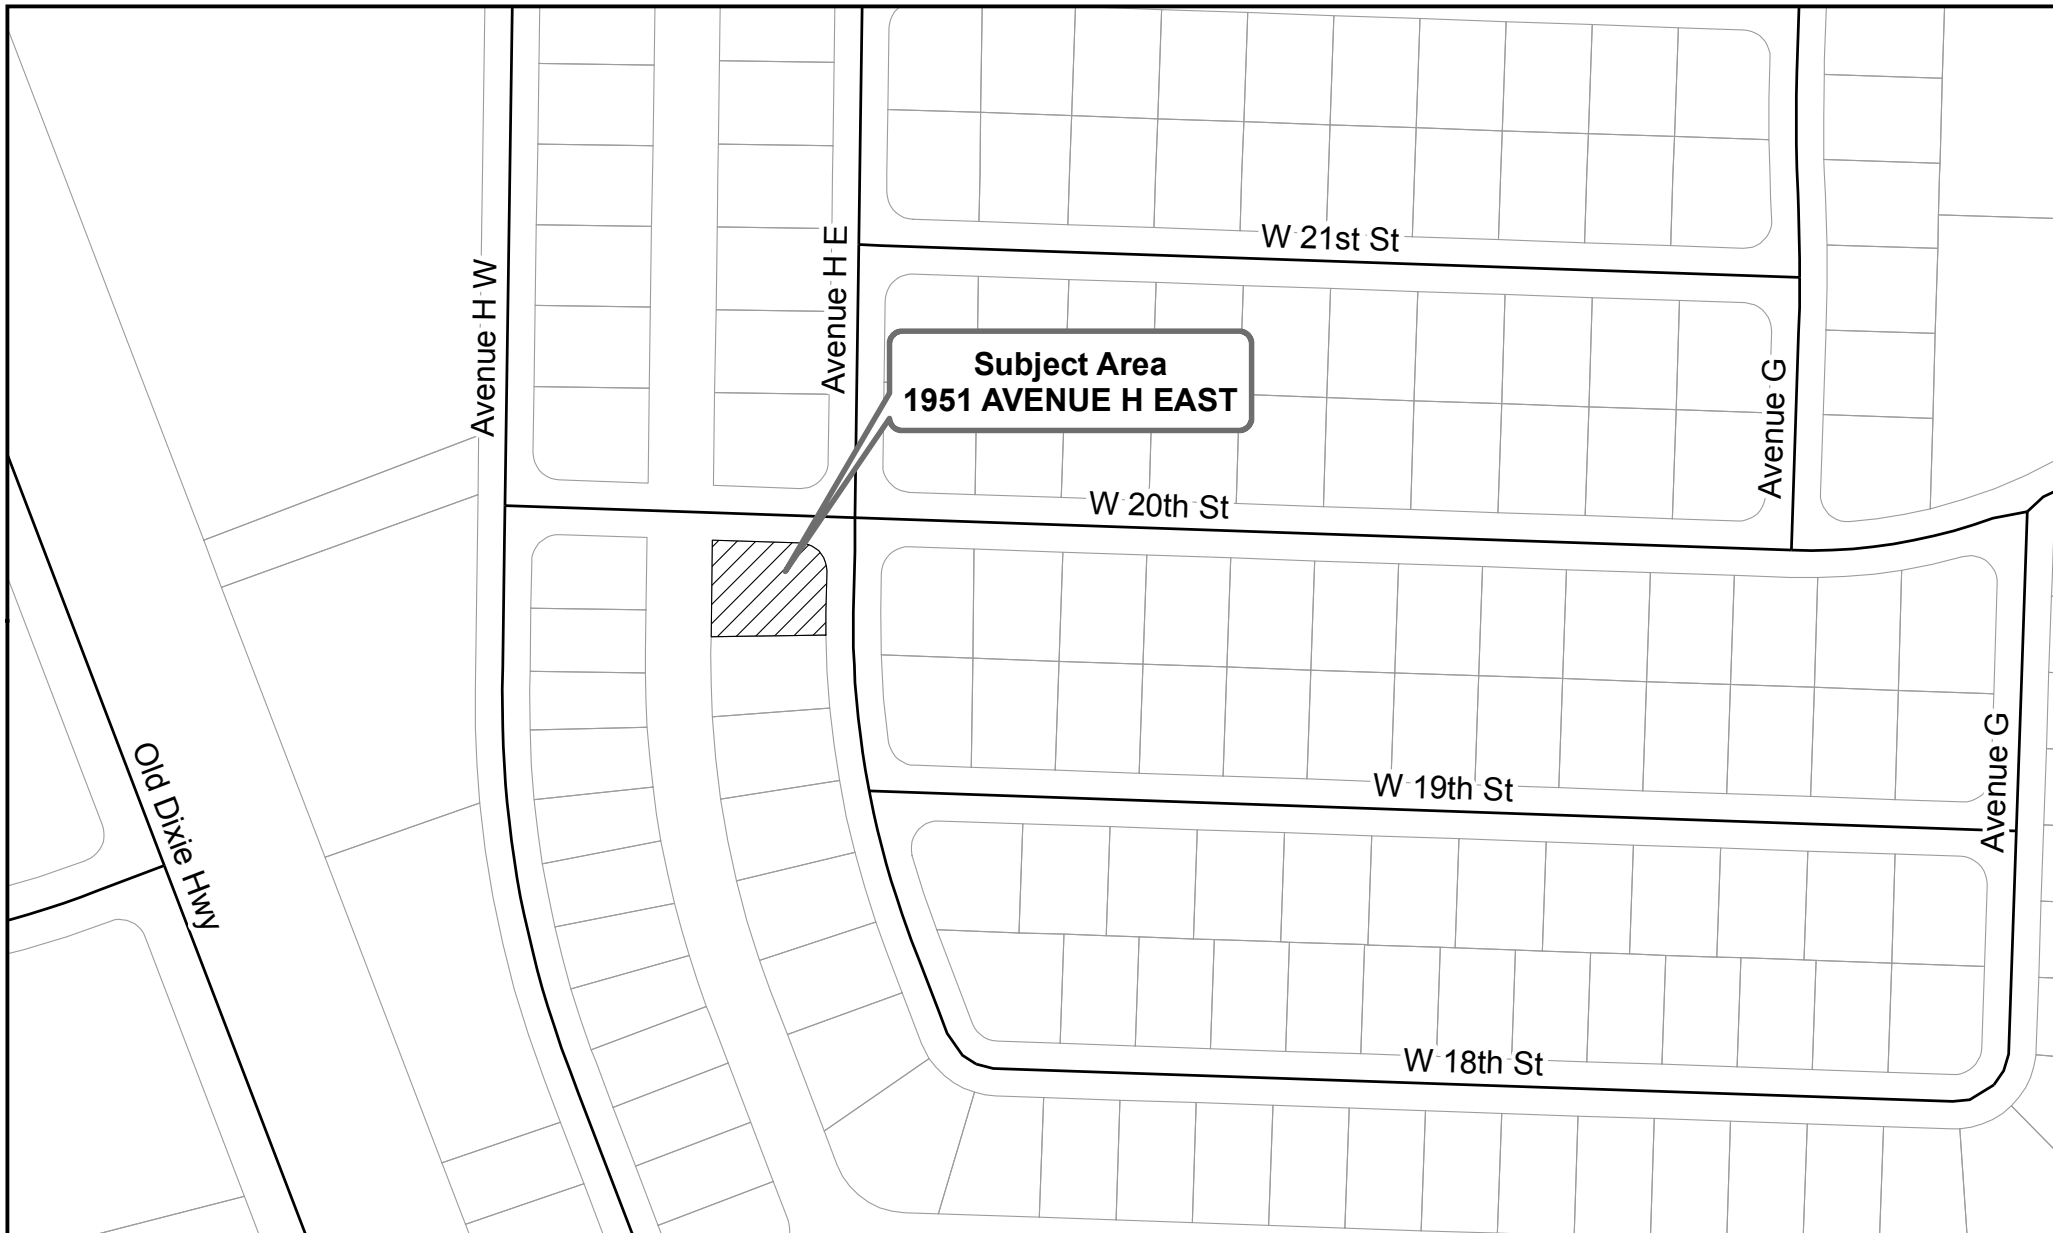 W 21st St
Avenue H W
Avenue H E
Subject Area
1951 AVENUE H EAST
Avenue G
W 20th St
W 19th St
Avenue G
Old Dixie Hwy
W 18th St